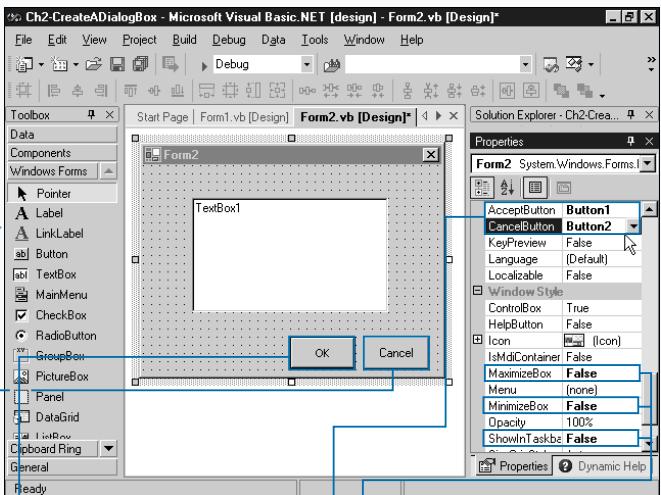 Ch2-CreateADialogBox - Microsoft Visual Basic.NET [design] - Form2.vb [Design]*
File Edit View Project Build Debug Data Tools Window Help
Debug
Toolbox
Start Page Form1.vb [Design] Form2.vb [Design]*
Solution Explorer - Ch2-Crea...
Data
Components
Windows Forms
Pointer
A Label
A LinkLabel
ab Button
abl TextBox
MainMenu
CheckBox
RadioButton
GroupBox
PictureBox
Panel
DataGrid
ListBox
Clipboard Ring
General
Form2
TextBox1
OK Cancel
Properties
Form2 System.Windows.Forms.
AcceptButton Button1
CancelButton Button2
KeyPreview False
Language (Default)
Localizable False
Window Style
ControlBox True
HelpButton False
Icon (Icon)
IsMdiContainer False
MaximizeBox False
Menu (none)
MinimizeBox False
Opacity 100%
ShowInTaskba False
Properties Dynamic Help
Ready